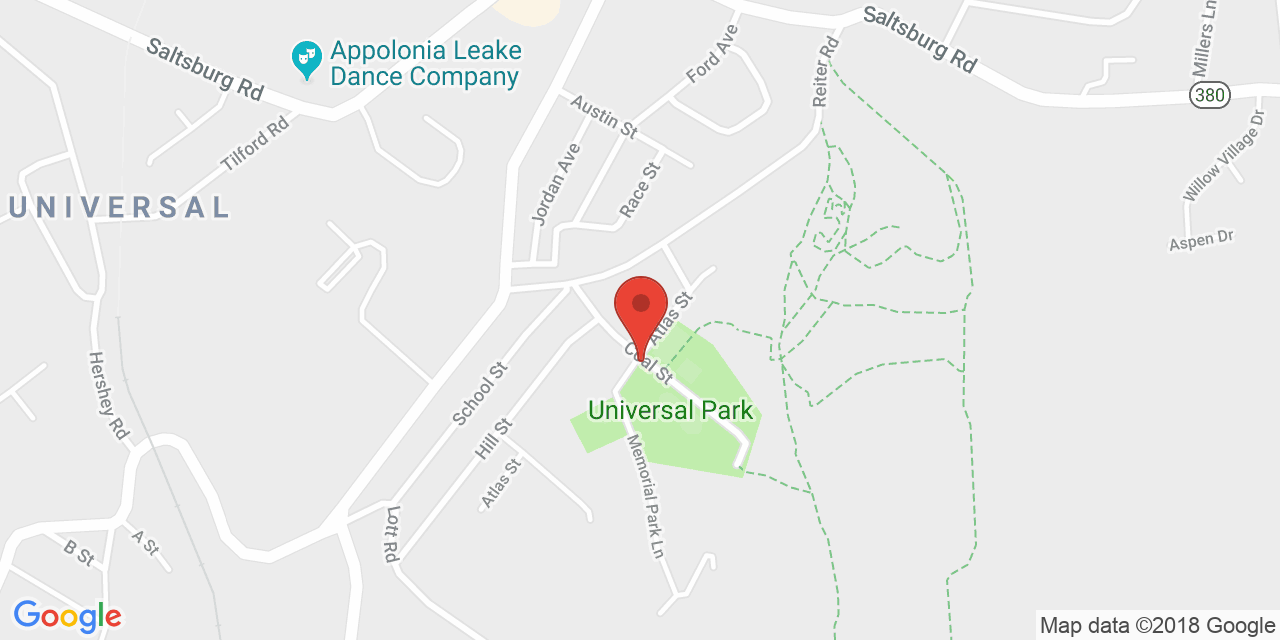 Saltsburg Rd
Appolonia Leake
Dance Company
Tilford Rd
UNIVERSAL
Austin St
Ford Ave
Jordan Ave
Race St
Reiter Rd
Saltsburg Rd
Millers Ln
380
Willow Village Dr
Aspen Dr
Atlas St
Coal St
Universal Park
School St
Hill St
Atlas St
Memorial Park Ln
Hershey Rd
Lott Rd
A St
B St
Google
Map data ©2018 Google